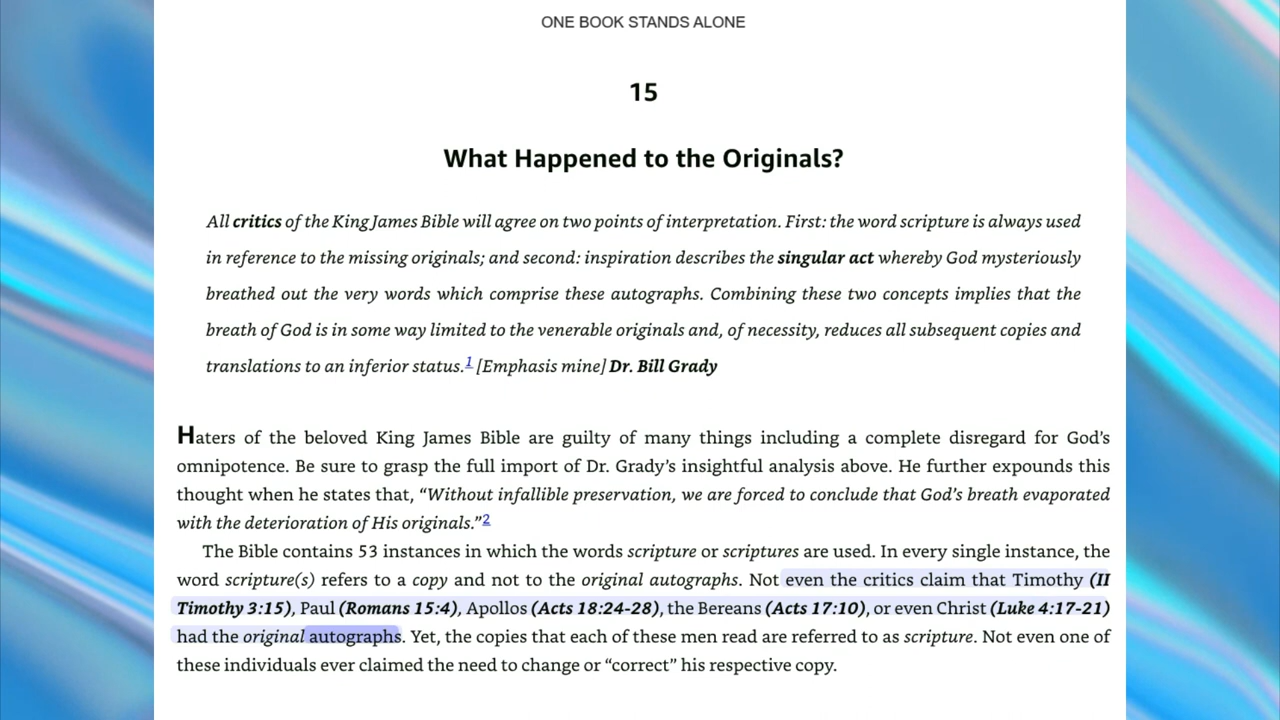 ONE BOOK STANDS ALONE
15
What Happened to the Originals?
All critics of the King James Bible will agree on two points of interpretation. First: the word scripture is always used
in reference to the missing originals; and second: inspiration describes the singular act whereby God mysteriously
breathed out the very words which comprise these autographs. Combining these two concepts implies that the
breath of God is in some way limited to the venerable originals and, of necessity, reduces all subsequent copies and
translations to an inferior status.1 [Emphasis mine] Dr. Bill Grady
Haters of the beloved King James Bible are guilty of many things including a complete disregard for God’s
omnipotence. Be sure to grasp the full import of Dr. Grady’s insightful analysis above. He further expounds this
thought when he states that, “Without infallible preservation, we are forced to conclude that God’s breath evaporated
with the deterioration of His originals.”2
The Bible contains 53 instances in which the words scripture or scriptures are used. In every single instance, the
word scripture(s) refers to a copy and not to the original autographs. Not even the critics claim that Timothy (II
Timothy 3:15), Paul (Romans 15:4), Apollos (Acts 18:24-28), the Bereans (Acts 17:10), or even Christ (Luke 4:17-21)
had the original autographs. Yet, the copies that each of these men read are referred to as scripture. Not even one of
these individuals ever claimed the need to change or “correct” his respective copy.